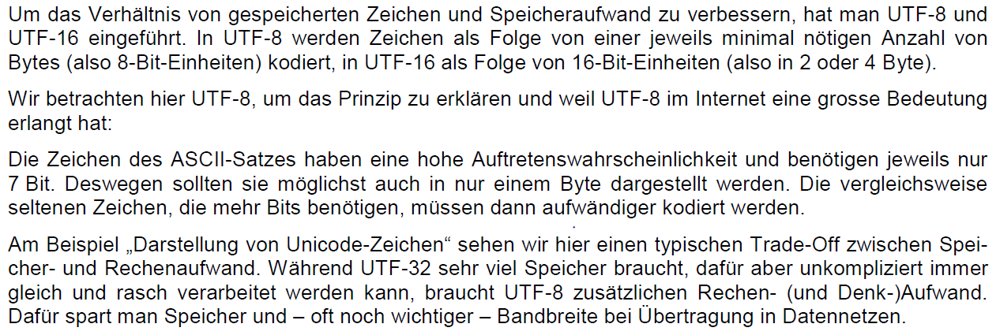 Um das Verhältnis von gespeicherten Zeichen und Speicheraufwand zu verbessern, hat man UTF-8 und
UTF-16 eingeführt. In UTF-8 werden Zeichen als Folge von einer jeweils minimal nötigen Anzahl von
Bytes (also 8-Bit-Einheiten) kodiert, in UTF-16 als Folge von 16-Bit-Einheiten (also in 2 oder 4 Byte).
Wir betrachten hier UTF-8, um das Prinzip zu erklären und weil UTF-8 im Internet eine grosse Bedeutung
erlangt hat:
Die Zeichen des ASCII-Satzes haben eine hohe Auftretenswahrscheinlichkeit und benötigen jeweils nur
7 Bit. Deswegen sollten sie möglichst auch in nur einem Byte dargestellt werden. Die vergleichsweise
seltenen Zeichen, die mehr Bits benötigen, müssen dann aufwändiger kodiert werden.
Am Beispiel „Darstellung von Unicode-Zeichen“ sehen wir hier einen typischen Trade-Off zwischen Spei-
cher- und Rechenaufwand. Während UTF-32 sehr viel Speicher braucht, dafür aber unkompliziert immer
gleich und rasch verarbeitet werden kann, braucht UTF-8 zusätzlichen Rechen- (und Denk-)Aufwand.
Dafür spart man Speicher und – oft noch wichtiger – Bandbreite bei Übertragung in Datennetzen.